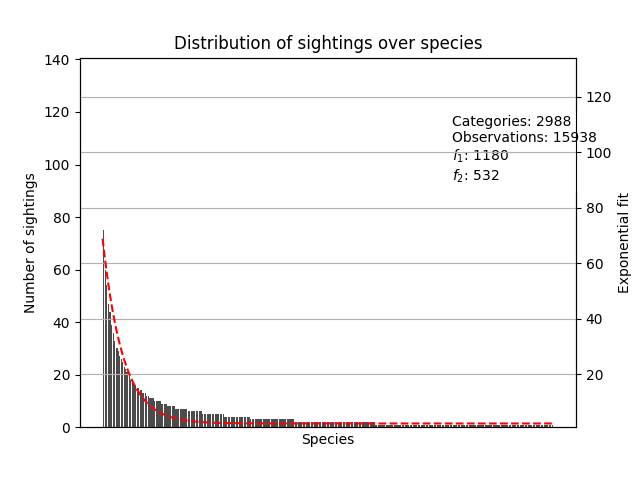 Distribution of sightings over species
140
120
100
80
60
40
20
0
Number of sightings
Species
120
100
80
60
40
20
Exponential fit
Categories: 2988
Observations: 15938
f₁: 1180
f₂: 532